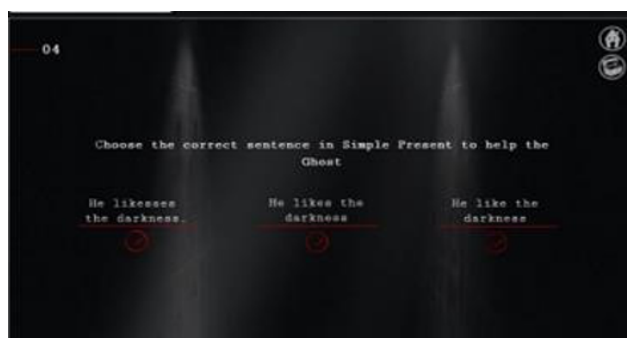 04
Choose the correct sentence in Simple Present to help the
Ghost
He likesses
the darkness.
He likes the
darkness
He like the
darkness